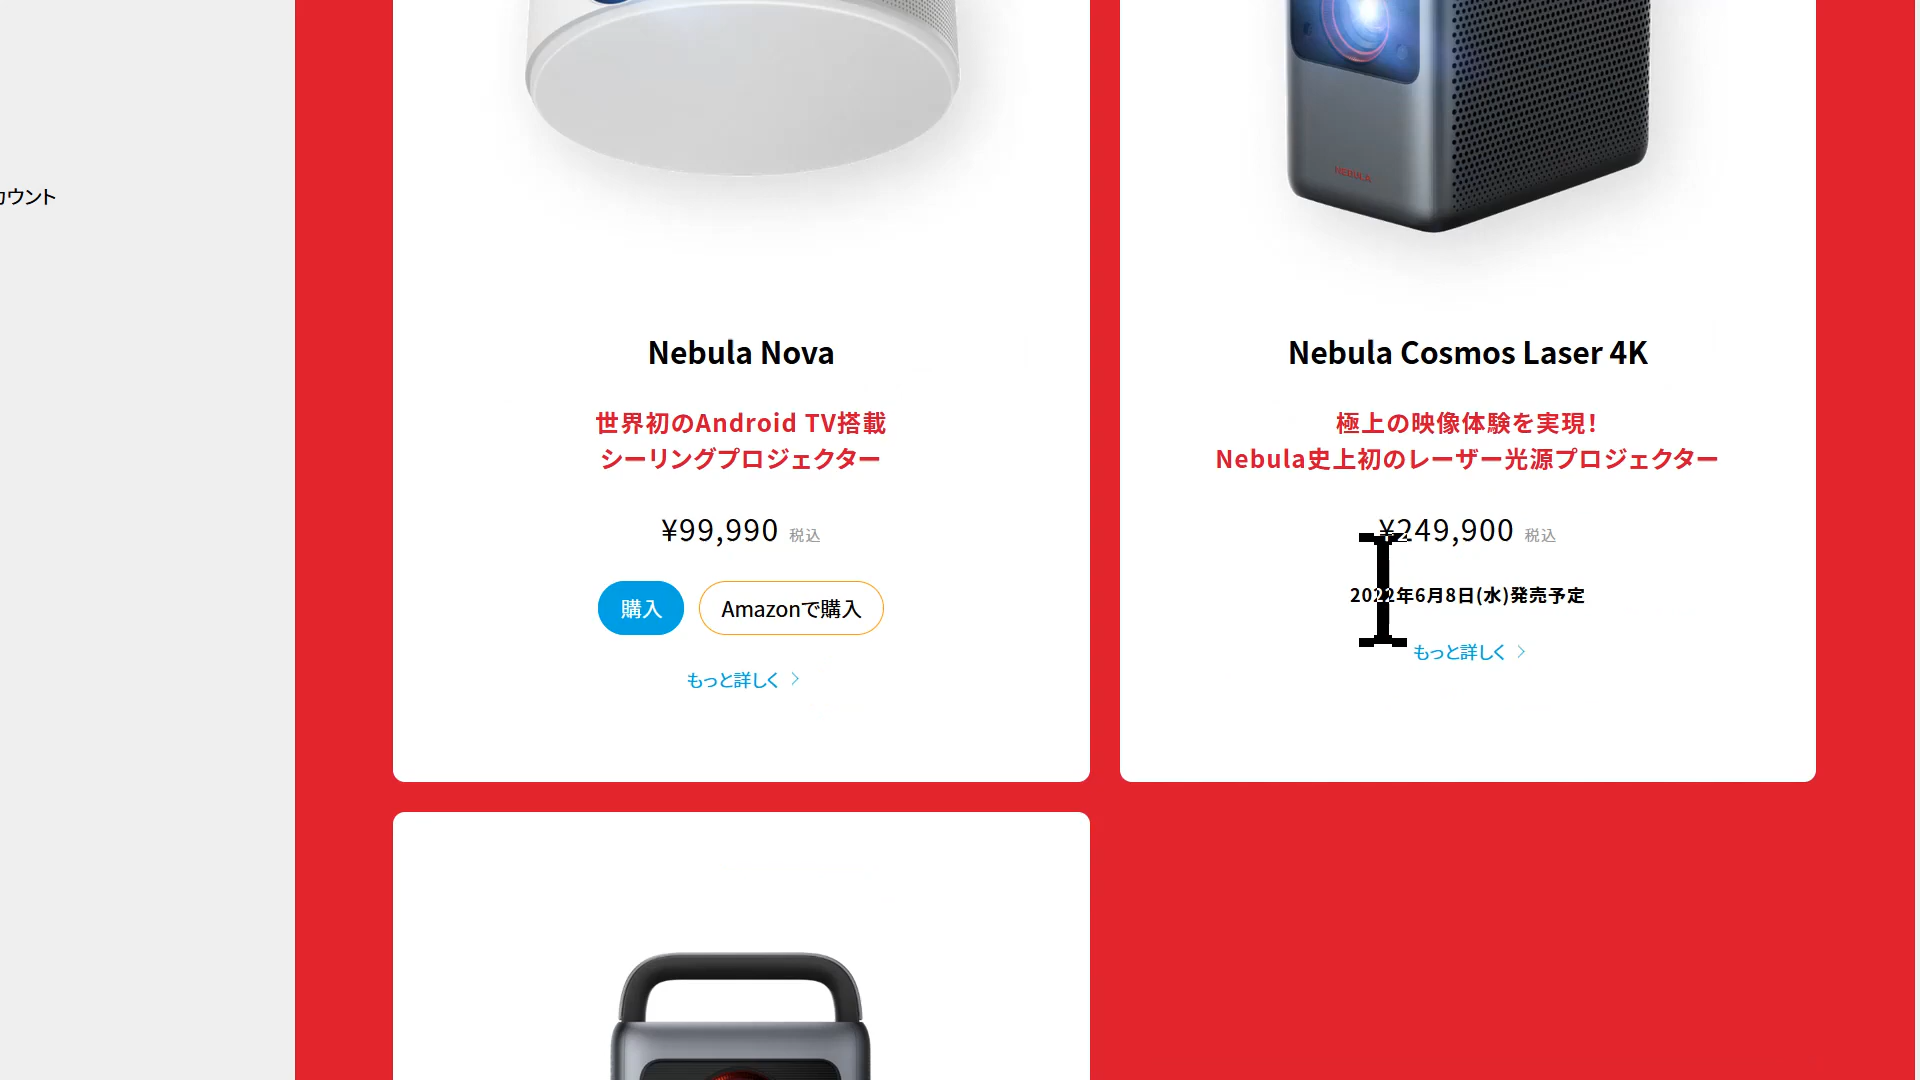 カウント
NEBULA
Nebula Nova
世界初のAndroid TV搭載
シーリングプロジェクター
¥99,990 税込
購入
Amazonで購入
もっと詳しく
Nebula Cosmos Laser 4K
極上の映像体験を実現!
Nebula史上初のレーザー光源プロジェクター
¥249,900 税込
2022年6月8日(水)発売予定
もっと詳しく